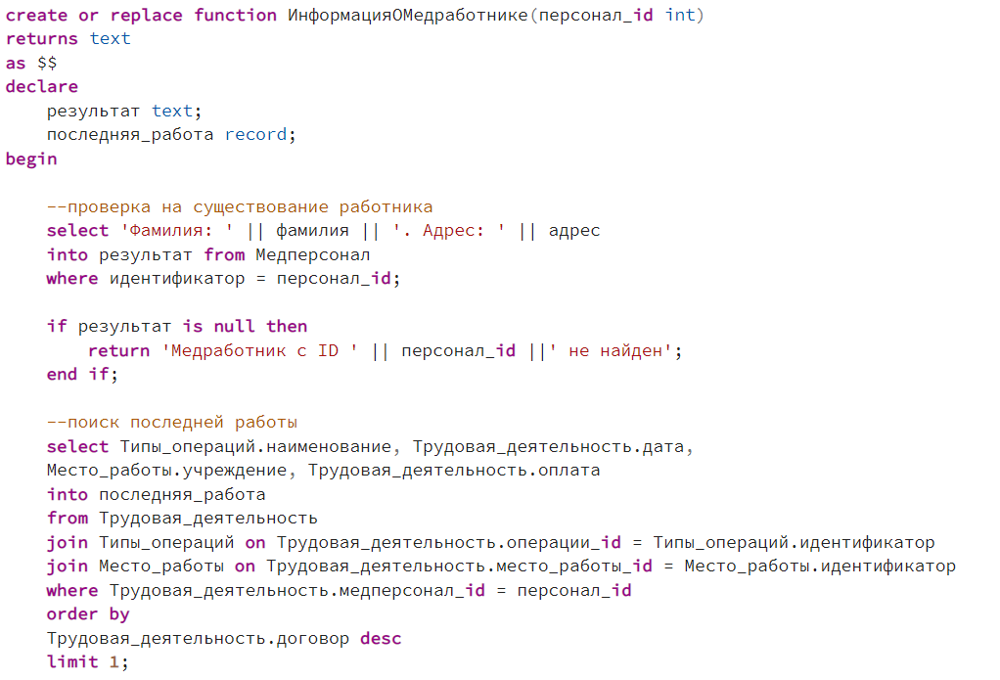 create or replace function ИнформацияОМедработнике(персонал_id int)
returns text
as $$
declare
    результат text;
    последняя_работа record;
begin

    --проверка на существование работника
    select 'Фамилия: ' || фамилия || '. Адрес: ' || адрес
    into результат from Медперсонал
    where идентификатор = персонал_id;

    if результат is null then
        return 'Медработник с ID ' || персонал_id ||' не найден';
    end if;

    --поиск последней работы
    select Типы_операций.наименование, Трудовая_деятельность.дата,
    Место_работы.учреждение, Трудовая_деятельность.оплата
    into последняя_работа
    from Трудовая_деятельность
    join Типы_операций on Трудовая_деятельность.операции_id = Типы_операций.идентификатор
    join Место_работы on Трудовая_деятельность.место_работы_id = Место_работы.идентификатор
    where Трудовая_деятельность.медперсонал_id = персонал_id
    order by
    Трудовая_деятельность.договор desc
    limit 1;